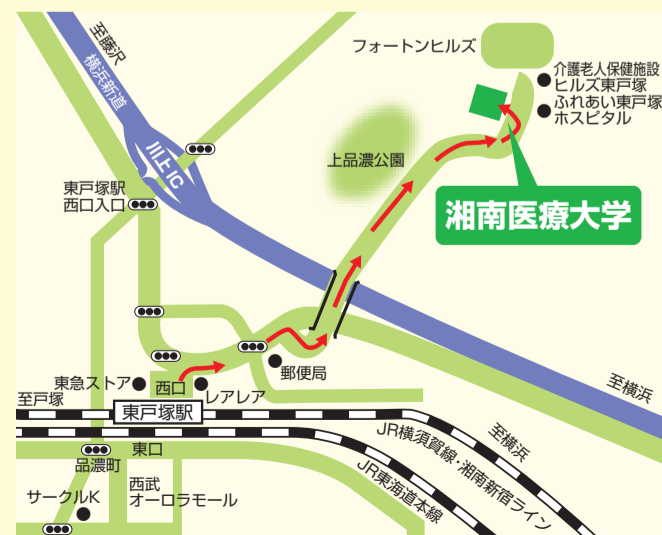 至藤沢
横浜新道
川上IC
フォートンヒルズ
介護老人保健施設
ヒルズ東戸塚
ふれあい東戸塚
ホスピタル
上品濃公園
東戸塚駅
西口入口
湘南医療大学
郵便局
東急ストア
西口
レアレア
至戸塚
東戸塚駅
至横浜
至横浜
JR横須賀線・湘南新宿ライン
JR東海道本線
東口
品濃町
西武
オーロラモール
サークルK